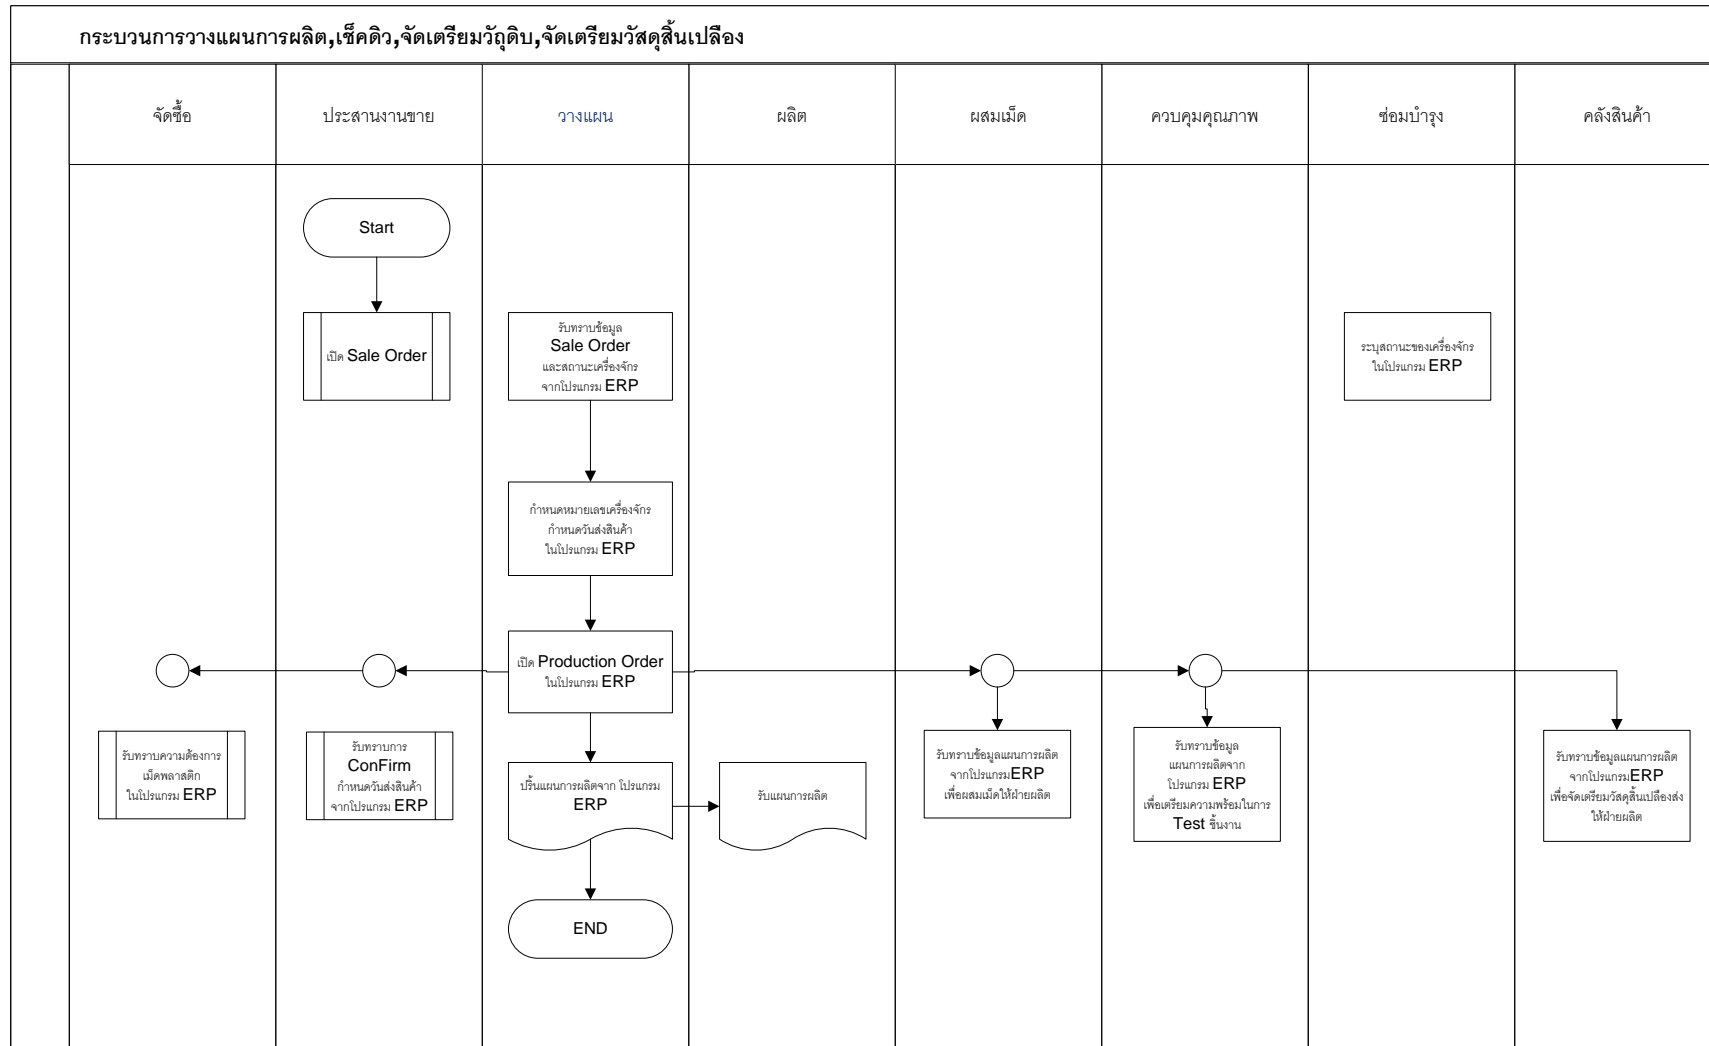 กระบวนการวางแผนการผลิต,เช็คดิว,จัดเตรียมวัถุดิบ,จัดเตรียมวัสดุสิ้นเปลือง
จัดซื้อ
ประสานงานขาย
วางแผน
ผลิต
ผสมเม็ด
ควบคุมคุณภาพ
ซ่อมบำรุง
คลังสินค้า
Start
เปิด Sale Order
รับทราบข้อมูล
Sale Order
และสถานะเครื่องจักร
จากโปรแกรม ERP
ระบุสถานะของเครื่องจักร
ในโปรแกรม ERP
กำหนดหมายเลขเครื่องจักร
กำหนดวันส่งสินค้า
ในโปรแกรม ERP
เปิด Production Order
ในโปรแกรม ERP
รับทราบความต้องการ
เม็ดพลาสติก
ในโปรแกรม ERP
รับทราบการ
ConFirm
กำหนดวันส่งสินค้า
จากโปรแกรม ERP
ปริ้นแผนการผลิตจาก โปรแกรม
ERP
รับแผนการผลิต
รับทราบข้อมูลแผนการผลิต
จากโปรแกรมERP
เพื่อผสมเม็ดให้ฝ่ายผลิต
รับทราบข้อมูล
แผนการผลิตจาก
โปรแกรม ERP
เพื่อเตรียมความพร้อมในการ
Test ชิ้นงาน
รับทราบข้อมูลแผนการผลิต
จากโปรแกรมERP
เพื่อจัดเตรียมวัสดุสิ้นเปลืองส่ง
ให้ฝ่ายผลิต
END